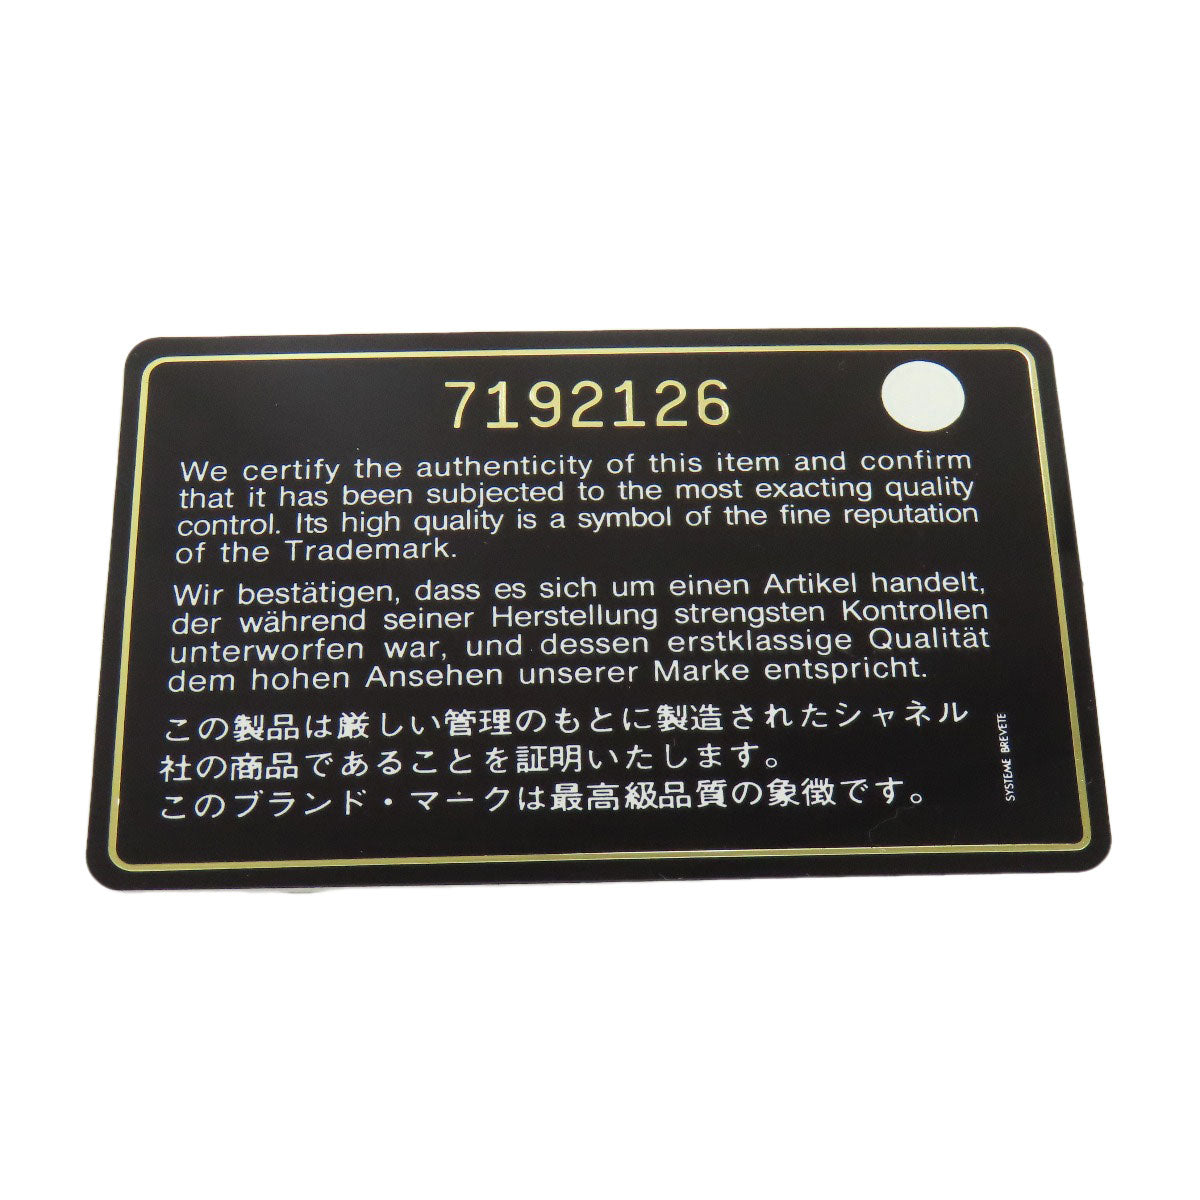 7192126
We certify the authenticity of this item and confirm
that it has been subjected to the most exacting quality
control. Its high quality is a symbol of the fine reputation
of the Trademark.
Wir bestätigen, dass es sich um einen Artikel handelt,
der während seiner Herstellung strengsten Kontrollen
unterworfen war, und dessen erstklassige Qualität
dem hohen Ansehen unserer Marke entspricht.
この製品は厳しい管理のもとに製造されたシャネル
社の商品であることを証明いたします。
このブランド・マークは最高級品質の象徴です。
SYSTEME BREVETE